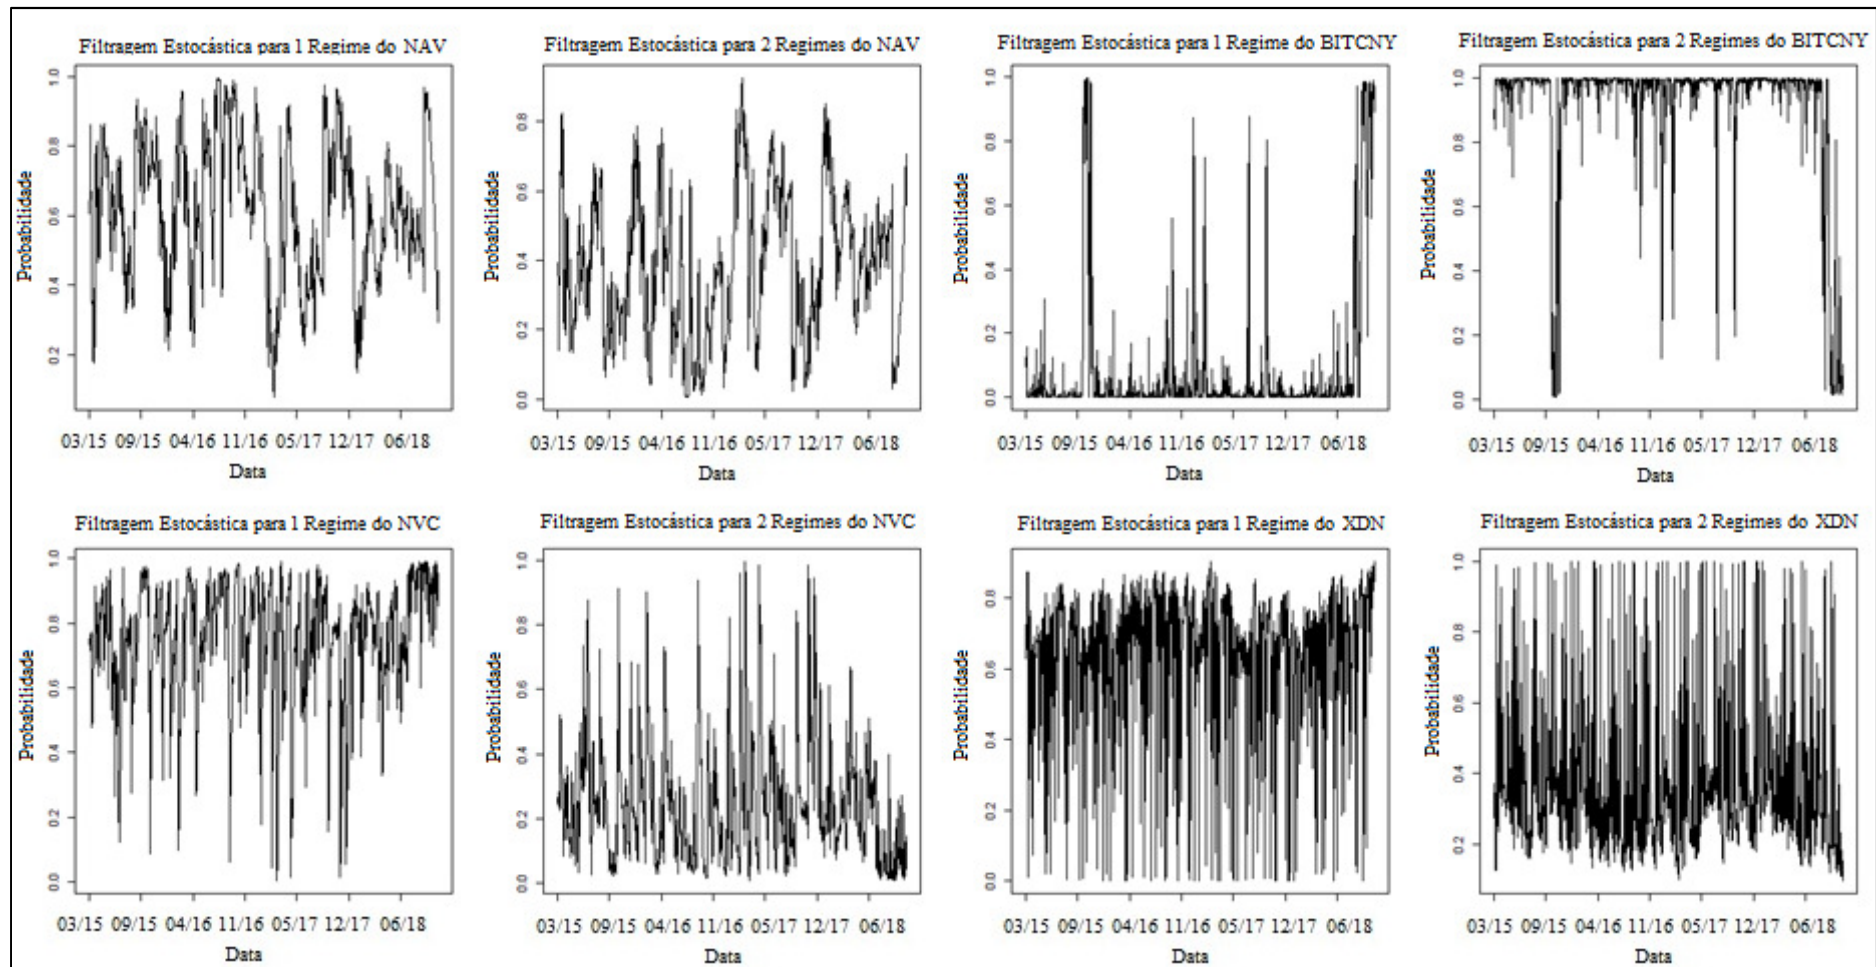 Filtragem Estocástica para 1 Regime do NAV
Probabilidade
1.0
0.8
0.6
0.4
0.2
03/15 09/15 04/16 11/16 05/17 12/17 06/18
Data
Filtragem Estocástica para 2 Regimes do NAV
Probabilidade
0.8
0.6
0.4
0.2
0.0
03/15 09/15 04/16 11/16 05/17 12/17 06/18
Data
Filtragem Estocástica para 1 Regime do BITCNY
Probabilidade
1.0
0.8
0.6
0.4
0.2
0.0
03/15 09/15 04/16 11/16 05/17 12/17 06/18
Data
Filtragem Estocástica para 2 Regimes do BITCNY
Probabilidade
1.0
0.8
0.6
0.4
0.2
0.0
03/15 09/15 04/16 11/16 05/17 12/17 06/18
Data
Filtragem Estocástica para 1 Regime do NVC
Probabilidade
1.0
0.8
0.6
0.4
0.2
0.0
03/15 09/15 04/16 11/16 05/17 12/17 06/18
Data
Filtragem Estocástica para 2 Regimes do NVC
Probabilidade
1.0
0.8
0.6
0.4
0.2
0.0
03/15 09/15 04/16 11/16 05/17 12/17 06/18
Data
Filtragem Estocástica para 1 Regime do XDN
Probabilidade
0.8
0.6
0.4
0.2
0.0
03/15 09/15 04/16 11/16 05/17 12/17 06/18
Data
Filtragem Estocástica para 2 Regimes do XDN
Probabilidade
1.0
0.8
0.6
0.4
0.2
03/15 09/15 04/16 11/16 05/17 12/17 06/18
Data